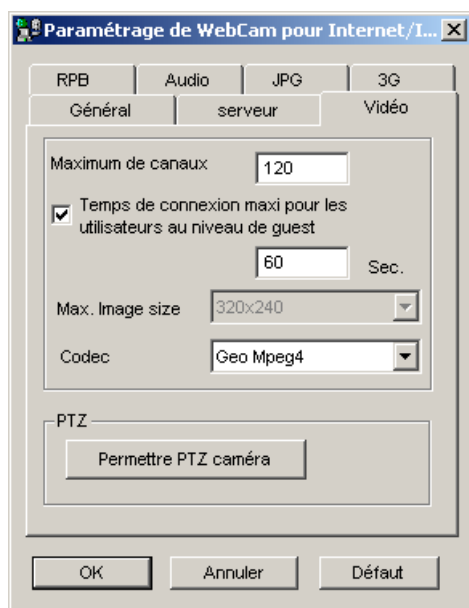 Paramétrage de WebCam pour Internet/I...
RPB Audio JPG 3G
Général serveur Vidéo
Maximum de canaux 120
Temps de connexion maxi pour les
utilisateurs au niveau de guest
60 Sec.
Max. Image size 320x240
Codec Geo Mpeg4
PTZ
Permettre PTZ caméra
OK Annuler Défaut